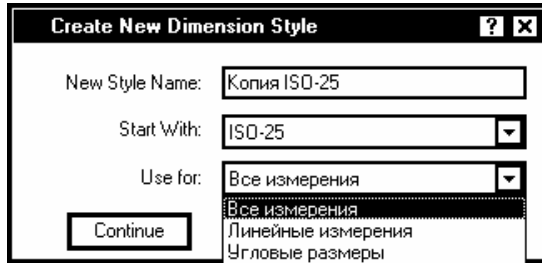 Create New Dimension Style ? X
New Style Name: Копия ISO-25
Start With: ISO-25
Use for: Все измерения
Все измерения
Continue Линейные измерения
Угловые размеры